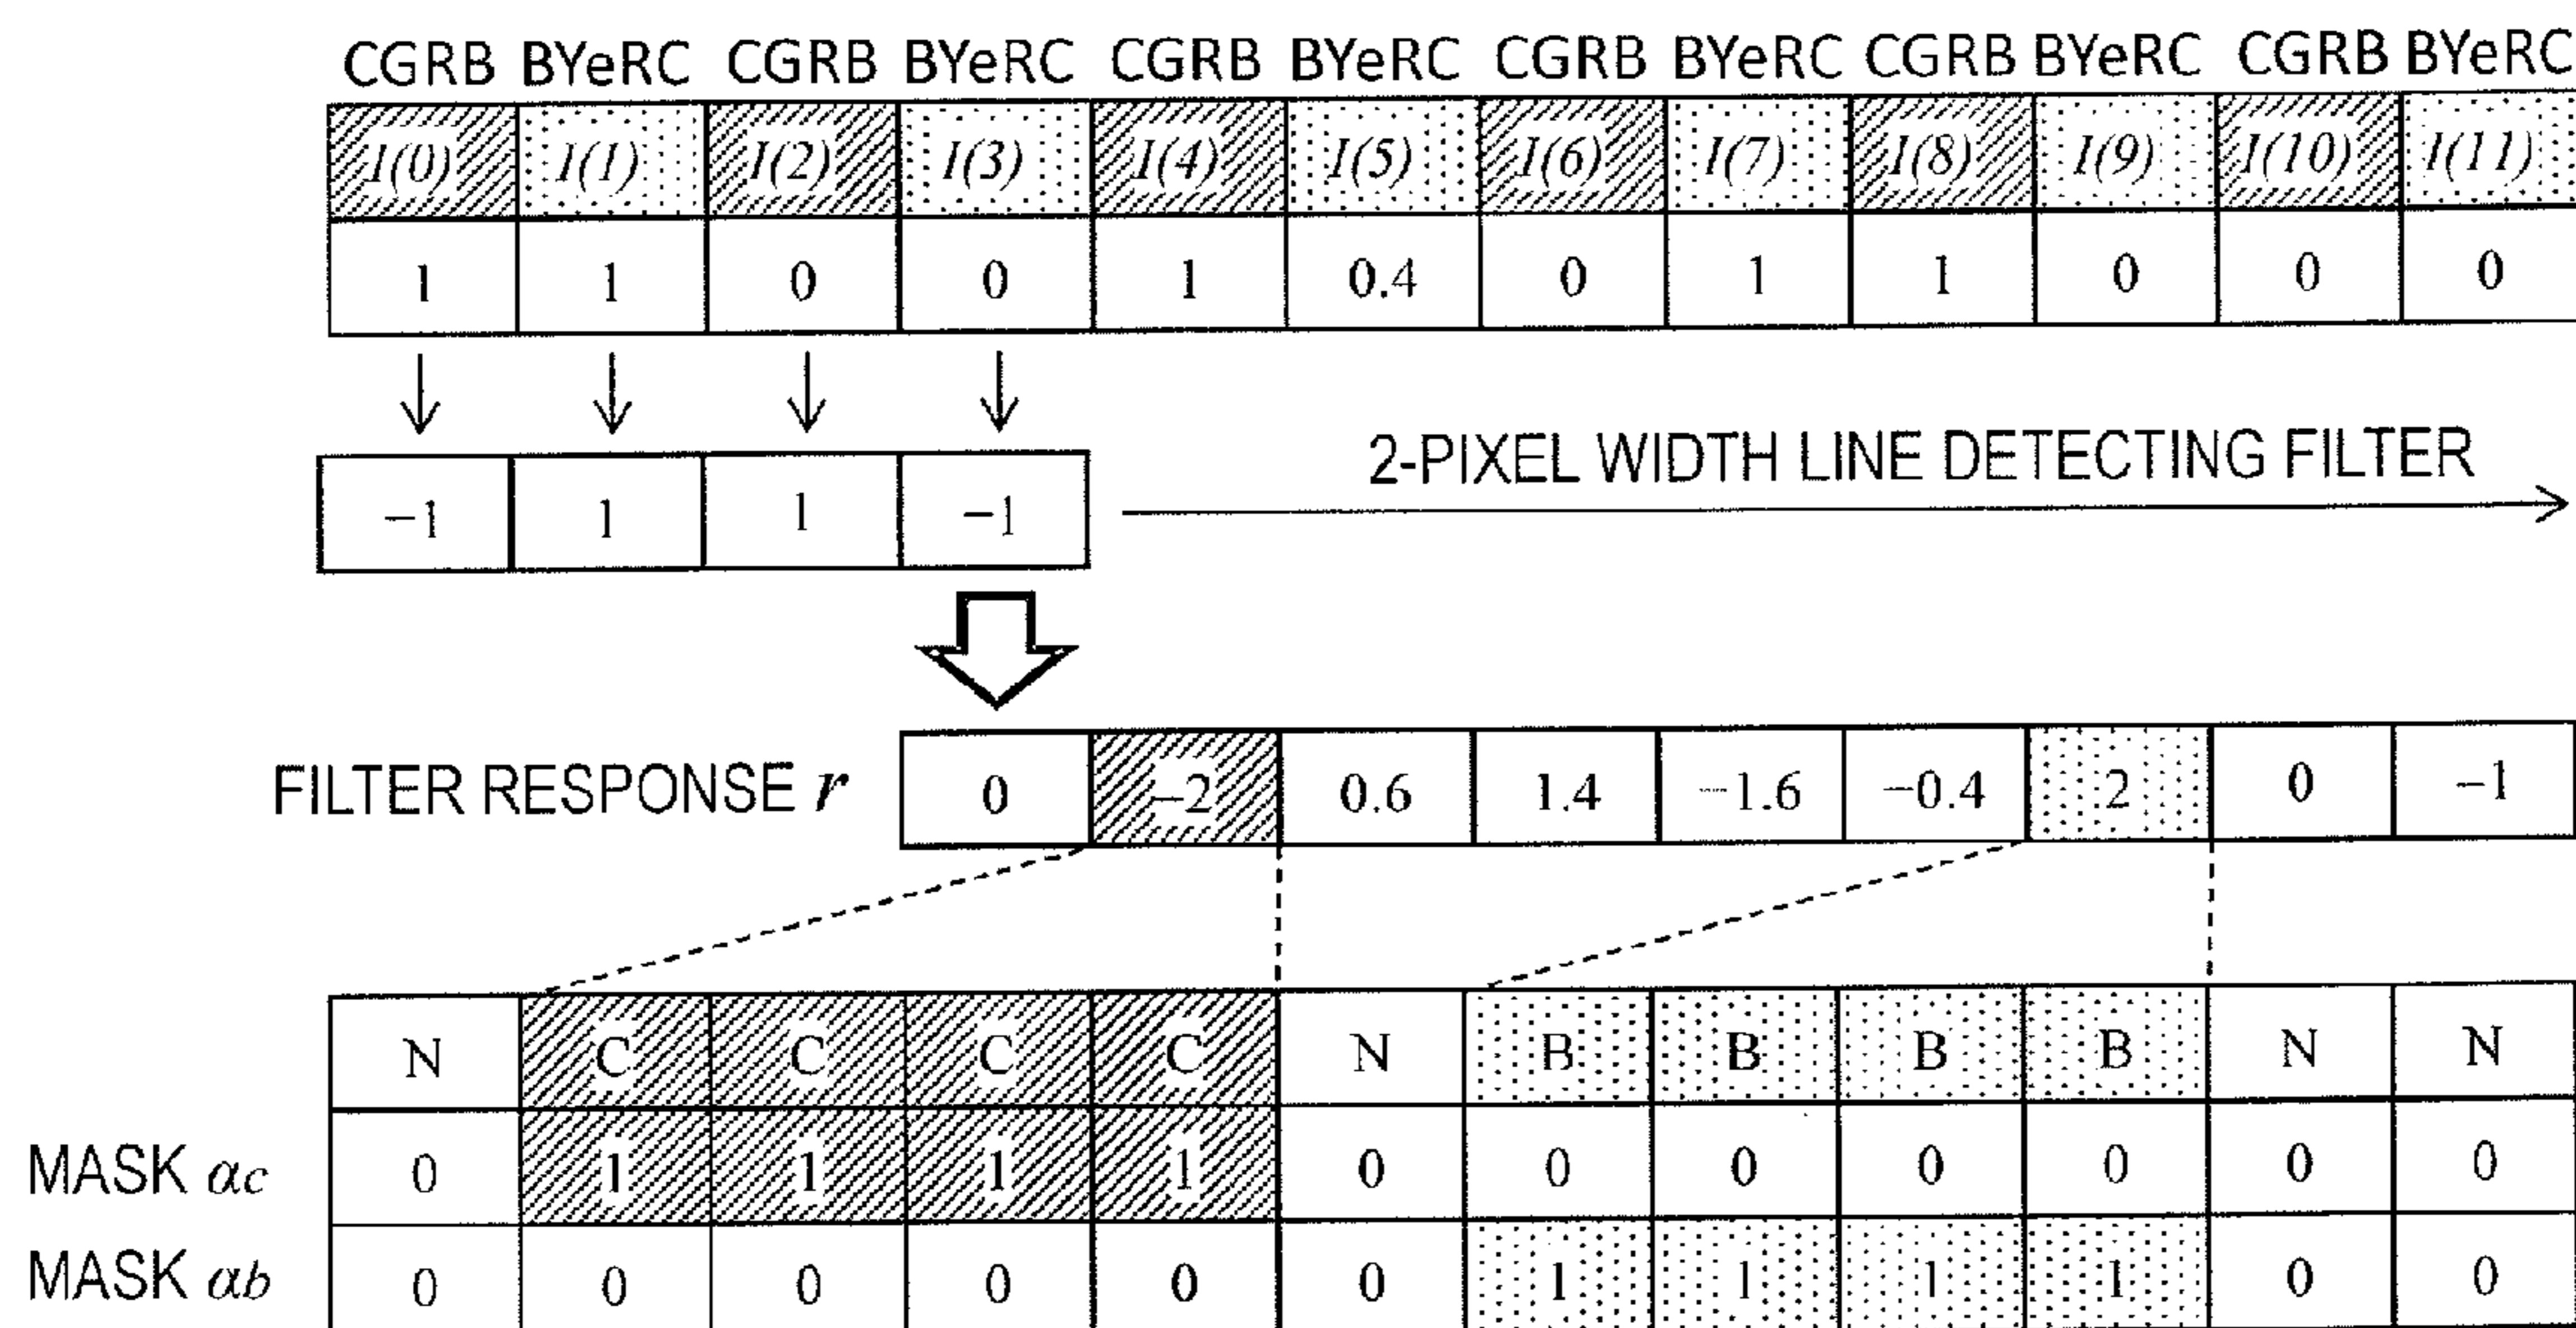 CGRB BYeRC CGRB BYeRC CGRB BYeRC CGRB BYeRC CGRB BYeRC CGRB BYeRC
I(0) I(1) I(2) I(3) I(4) I(5) I(6) I(7) I(8) I(9) I(10) I(11)
1 1 0 0 1 0.4 0 1 1 0 0 0
2-PIXEL WIDTH LINE DETECTING FILTER
−1 1 1 −1
FILTER RESPONSE r 0 −2 0.6 1.4 −1.6 −0.4 2 0 −1
N C C C C N B B B B N N
MASK αc 0 1 1 1 1 0 0 0 0 0 0 0
MASK αb 0 0 0 0 0 0 1 1 1 1 0 0